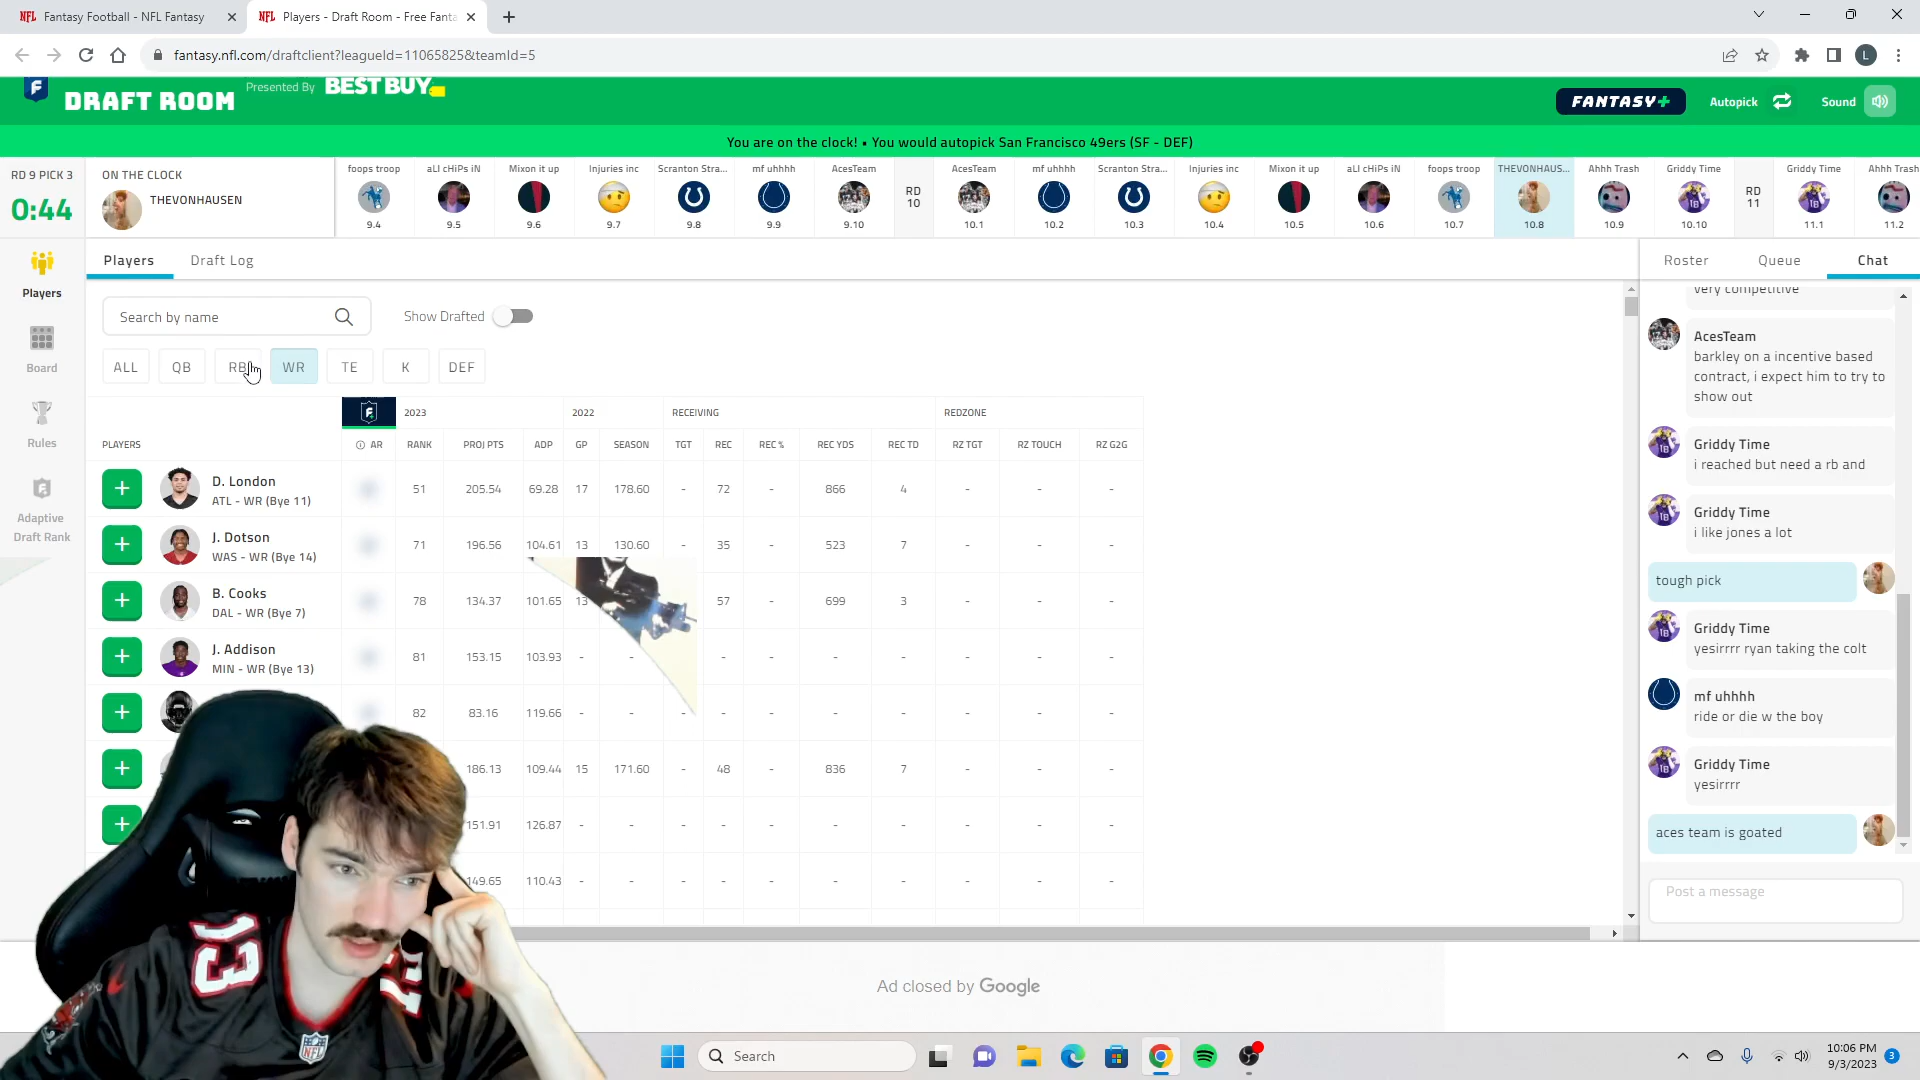 Fantasy Football - NFL Fantasy
Players - Draft Room - Free Fanta
fantasy.nfl.com/draftclient?leagueId=11065825&teamId=5
L
DRAFT ROOM
Presented By BEST BUY
FANTASY+
Autopick
Sound
You are on the clock! • You would autopick San Francisco 49ers (SF - DEF)
RD 9 PICK 3
0:44
ON THE CLOCK
THEVONHAUSEN
foops troop 9.4
aLl cHiPs iN 9.5
Mixon it up 9.6
Injuries inc 9.7
Scranton Stra... 9.8
mf uhhhh 9.9
AcesTeam 9.10
RD 10
AcesTeam 10.1
mf uhhhh 10.2
Scranton Stra... 10.3
Injuries inc 10.4
Mixon it up 10.5
aLl cHiPs iN 10.6
foops troop 10.7
THEVONHAUS... 10.8
Ahhh Trash 10.9
Griddy Time 10.10
RD 11
Griddy Time 11.1
Ahhh Trash 11.2
Players
Board
Rules
Adaptive
Draft Rank
Players Draft Log
Search by name
Show Drafted
ALL QB RB WR TE K DEF
2023 2022 RECEIVING REDZONE
PLAYERS AR RANK PROJ PTS ADP GP SEASON TGT REC REC % REC YDS REC TD RZ TGT RZ TOUCH RZ G2G
D. London
ATL - WR (Bye 11)
51 205.54 69.28 17 178.60 - 72 - 866 4 - - -
J. Dotson
WAS - WR (Bye 14)
71 196.56 104.61 13 130.60 - 35 - 523 7 - - -
B. Cooks
DAL - WR (Bye 7)
78 134.37 101.65 13 57 - 699 3 - - -
J. Addison
MIN - WR (Bye 13)
81 153.15 103.93 - - - - - - - - - -
82 83.16 119.66 - - - - - - - - - -
186.13 109.44 15 171.60 - 48 - 836 7 - - -
151.91 126.87 - - - - - - - - - -
149.65 110.43 - - - - - - - - - -
Roster Queue Chat
very competitive
AcesTeam
barkley on a incentive based
contract, i expect him to try to
show out
Griddy Time
i reached but need a rb and
Griddy Time
i like jones a lot
tough pick
Griddy Time
yesirrrr ryan taking the colt
mf uhhhh
ride or die w the boy
Griddy Time
yesirrrr
aces team is goated
Post a message
Ad closed by Google
13
NFL
Search
10:06 PM
9/3/2023
3